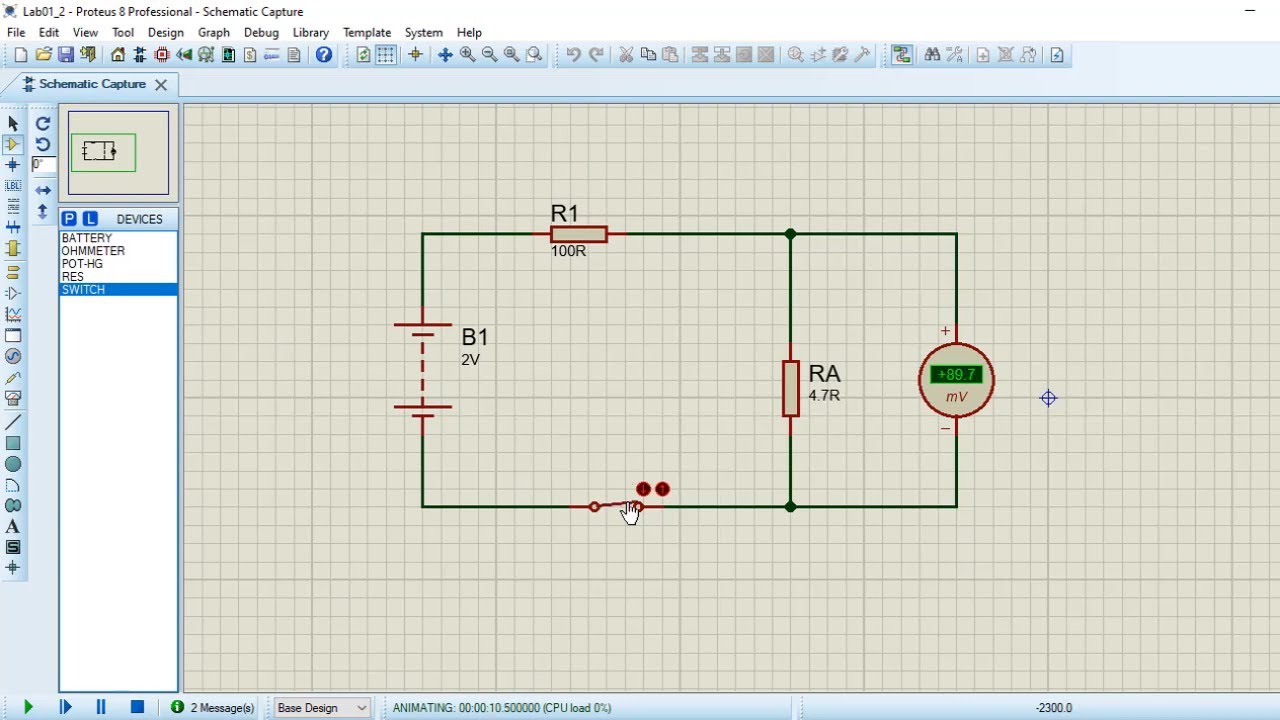 Lab01_2 - Proteus 8 Professional - Schematic Capture
File Edit View Tool Design Graph Debug Library Template System Help
Schematic Capture
0°
LBL
P L DEVICES
BATTERY
OHMMETER
POT-HG
RES
SWITCH
R1
100R
B1
2V
RA
4.7R
+
+89.7
mV
−
A
S
2 Message(s)
Base Design
ANIMATING: 00:00:10.500000 (CPU load 0%)
-2300.0